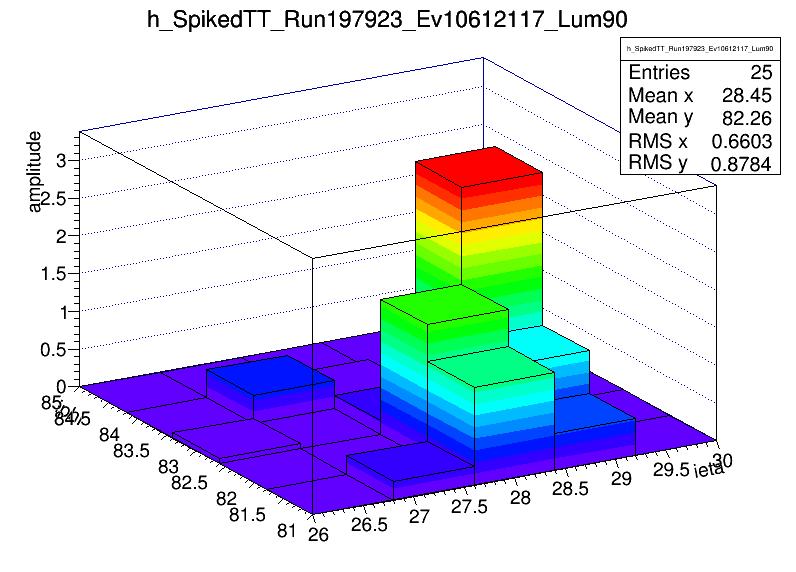 h_SpikedTT_Run197923_Ev10612117_Lum90
h_SpikedTT_Run197923_Ev10612117_Lum90
Entries 25
Mean x 28.45
Mean y 82.26
RMS x 0.6603
RMS y 0.8784
amplitude
3
2.5
2
1.5
1
0.5
0
85
84.5
84
83.5
83
82.5
82
81.5
81
26
26.5
27
27.5
28
28.5
29
29.5
30
ieta